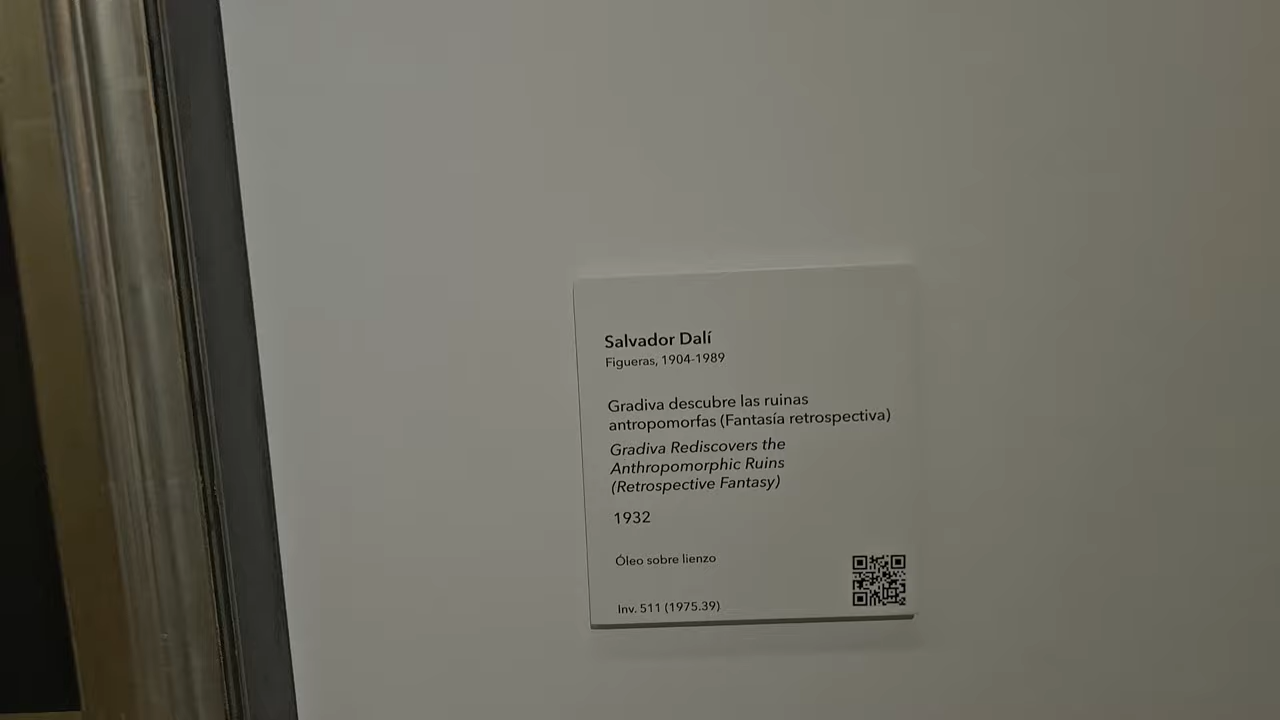 Salvador Dalí
Figueras, 1904-1989
Gradiva descubre las ruinas
antropomorfas (Fantasía retrospectiva)
Gradiva Rediscovers the
Anthropomorphic Ruins
(Retrospective Fantasy)
1932
Óleo sobre lienzo
Inv. 511 (1975.39)